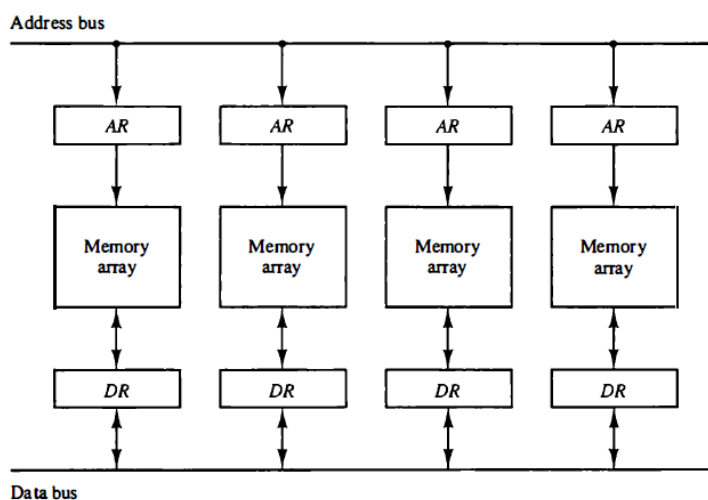 Address bus
AR AR AR AR
Memory array Memory array Memory array Memory array
DR DR DR DR
Data bus